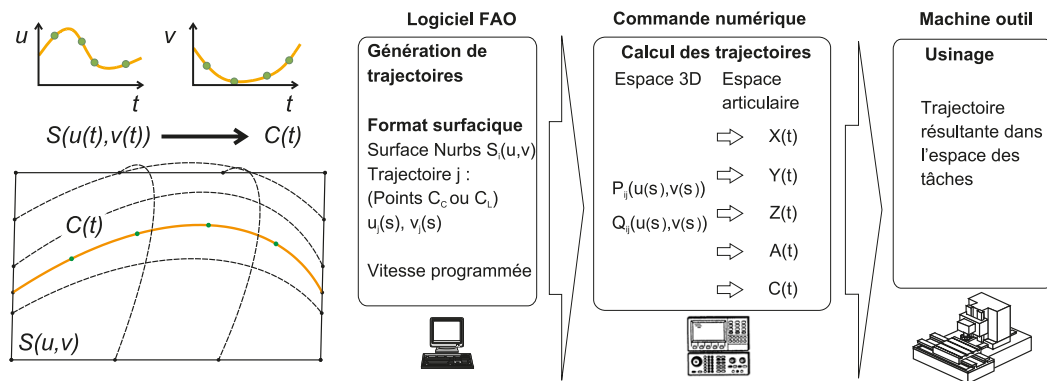 u
t
v
t
S(u(t),v(t))
C(t)
C(t)
S(u,v)
Logiciel FAO
Génération de
trajectoires
Format surfacique
Surface Nurbs Si(u,v)
Trajectoire j :
(Points CC ou CL)
uj(s), vj(s)
Vitesse programmée
Commande numérique
Calcul des trajectoires
Espace 3D
Espace
articulaire
Pij(u(s),v(s))
Qij(u(s),v(s))
X(t)
Y(t)
Z(t)
A(t)
C(t)
Machine outil
Usinage
Trajectoire
résultante dans
l'espace des
tâches